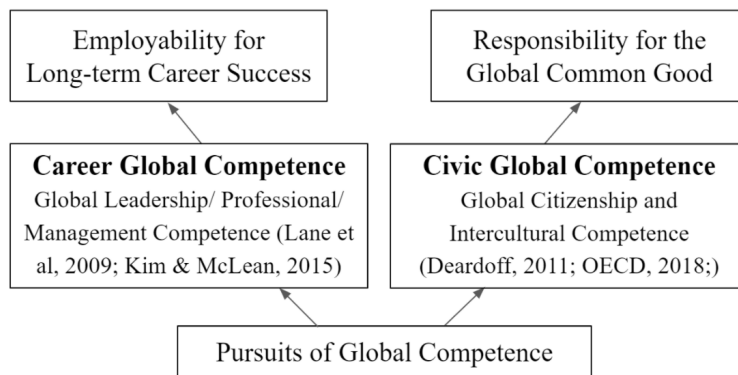 Employability for
Long-term Career Success
Responsibility for the
Global Common Good
Career Global Competence
Global Leadership/ Professional/
Management Competence (Lane et
al, 2009; Kim & McLean, 2015)
Civic Global Competence
Global Citizenship and
Intercultural Competence
(Deardoff, 2011; OECD, 2018;)
Pursuits of Global Competence